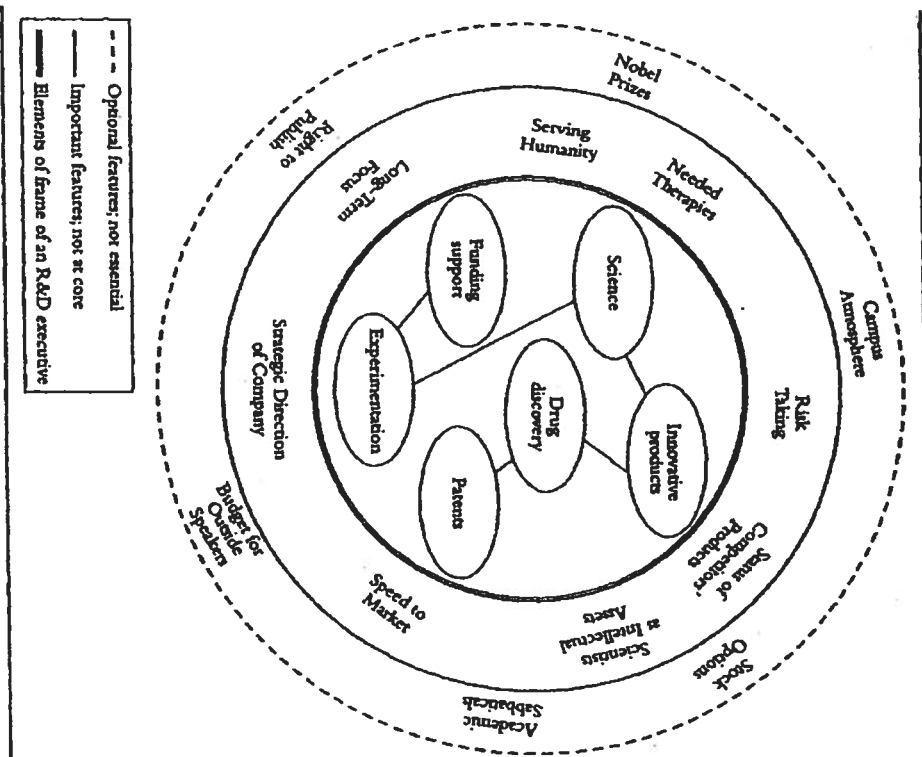 Nobel
Prizes
Campus
Atmosphere
Stock
Options
Academic
Sabbaticals
Budget for
Outside
Speakers
Right to
Publish
Serving
Humanity
Needed
Therapies
Risk
Taking
Status of
Competitors'
Products
Scientists
as Intellectual
Assets
Speed to
Market
Strategic Direction
of Company
Long-Term
Focus
Science
Innovative
products
Drug
discovery
Funding
support
Experimentation
Patents
Optional features; not essential
Important features; not at core
Elements of frame of an R&D executive